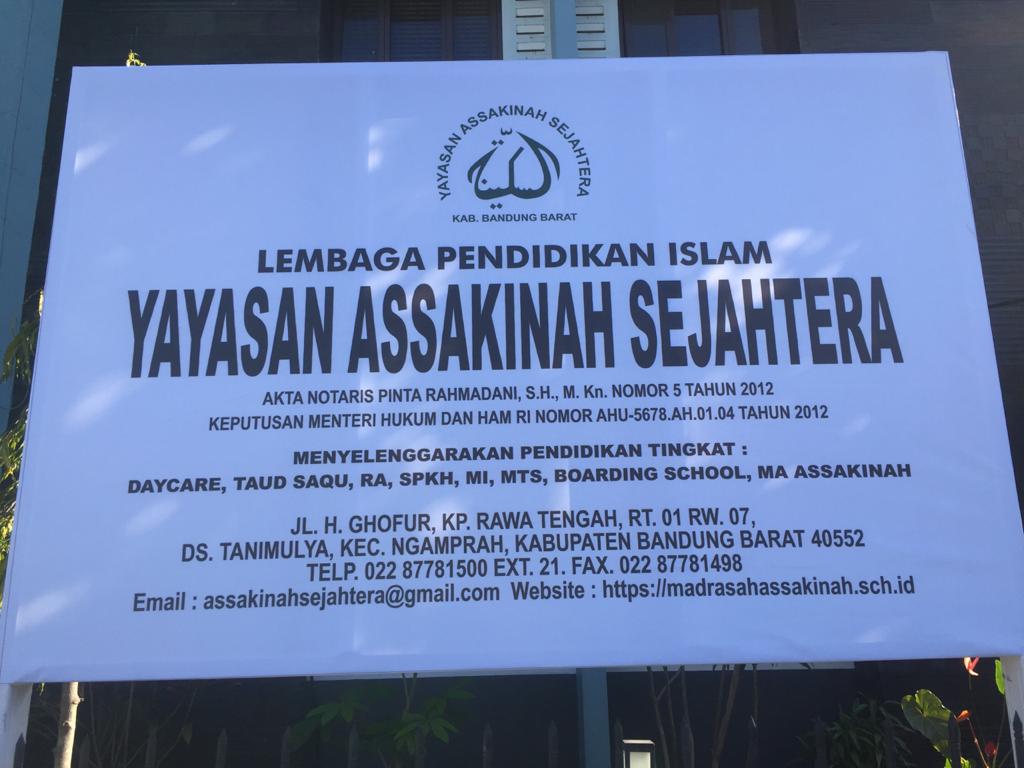 YAYASAN ASSAKINAH SEJAHTERA
السكينة
KAB. BANDUNG BARAT
LEMBAGA PENDIDIKAN ISLAM
YAYASAN ASSAKINAH SEJAHTERA
AKTA NOTARIS PINTA RAHMADANI, S.H., M. Kn. NOMOR 5 TAHUN 2012
KEPUTUSAN MENTERI HUKUM DAN HAM RI NOMOR AHU-5678.AH.01.04 TAHUN 2012
MENYELENGGARAKAN PENDIDIKAN TINGKAT :
DAYCARE, TAUD SAQU, RA, SPKH, MI, MTS, BOARDING SCHOOL, MA ASSAKINAH
JL. H. GHOFUR, KP. RAWA TENGAH, RT. 01 RW. 07,
DS. TANIMULYA, KEC. NGAMPRAH, KABUPATEN BANDUNG BARAT 40552
TELP. 022 87781500 EXT. 21. FAX. 022 87781498
Email : assakinahsejahtera@gmail.com Website : https://madrasahassakinah.sch.id